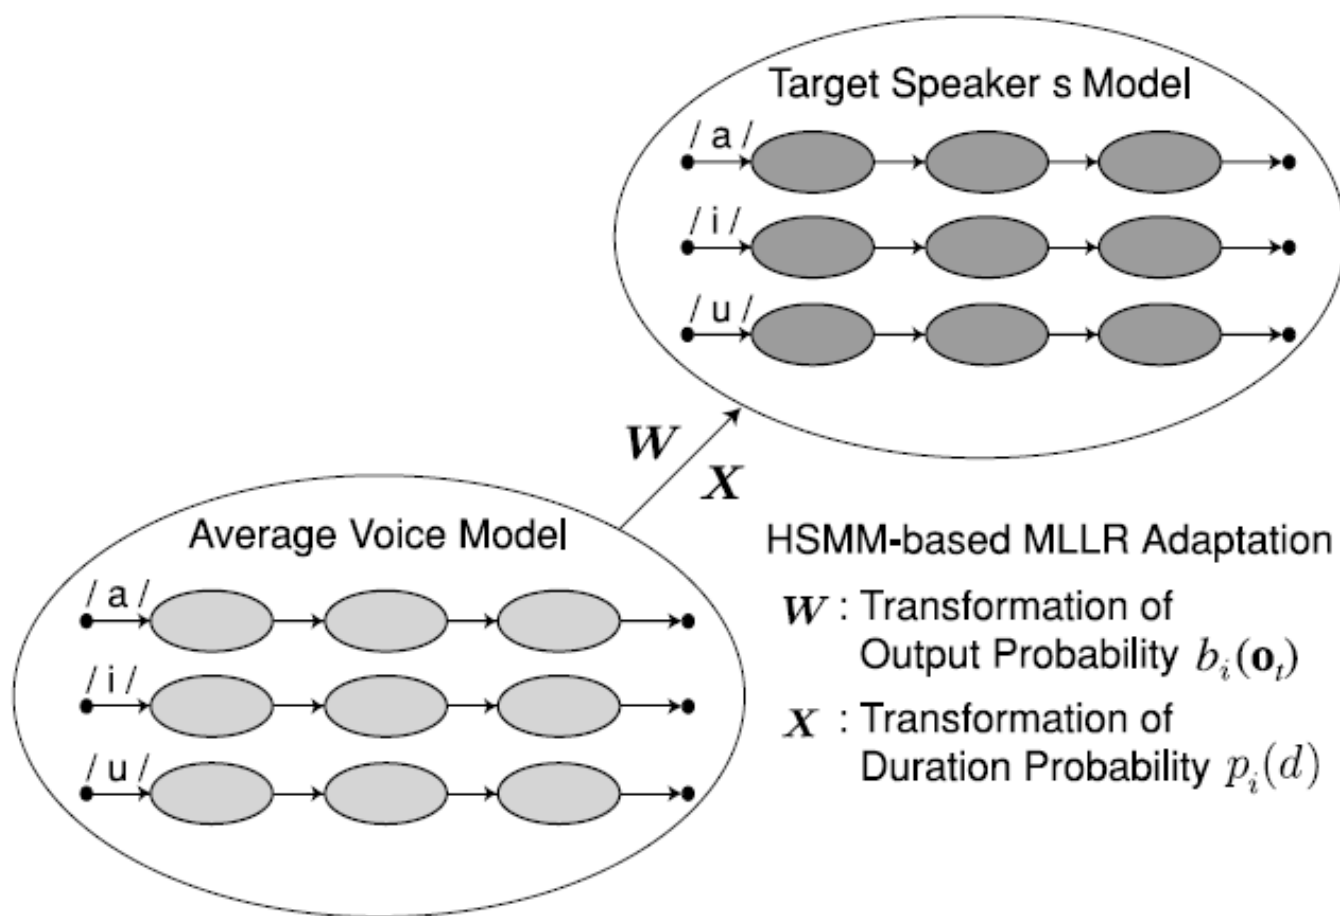 Target Speaker s Model
/ a /
/ i /
/ u /
W
X
Average Voice Model
/ a /
/ i /
/ u /
HSMM-based MLLR Adaptation
W : Transformation of
Output Probability b_i(o_t)
X : Transformation of
Duration Probability p_i(d)